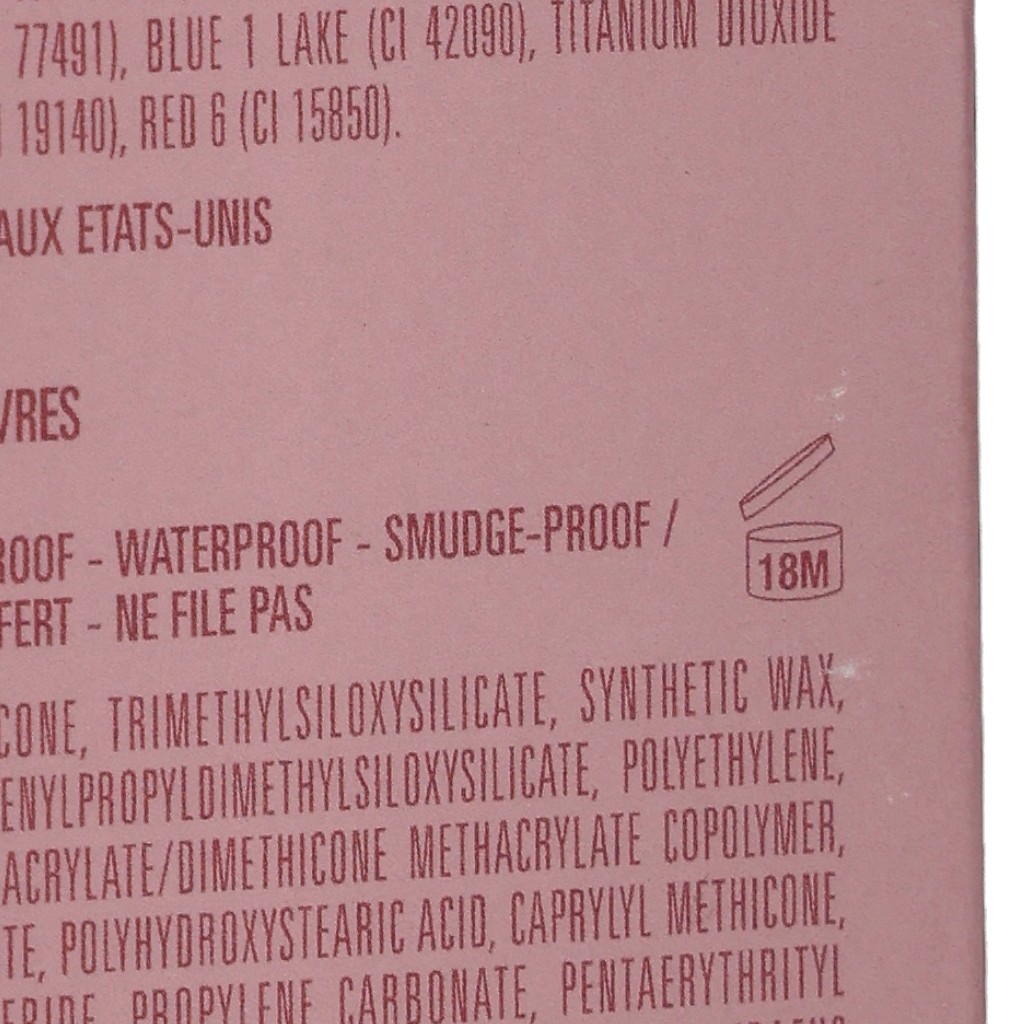 77491), BLUE 1 LAKE (CI 42090), TITANIUM DIOXIDE
19140), RED 6 (CI 15850).
AUX ETATS-UNIS
VRES
ROOF - WATERPROOF - SMUDGE-PROOF /
18M
FERT - NE FILE PAS
CONE, TRIMETHYLSILOXYSILICATE, SYNTHETIC WAX,
ENYLPROPYLDIMETHYLSILOXYSILICATE, POLYETHYLENE,
ACRYLATE/DIMETHICONE METHACRYLATE COPOLYMER,
TE, POLYHYDROXYSTEARIC ACID, CAPRYLYL METHICONE,
ERIDE, PROPYLENE CARBONATE, PENTAERYTHRITYL